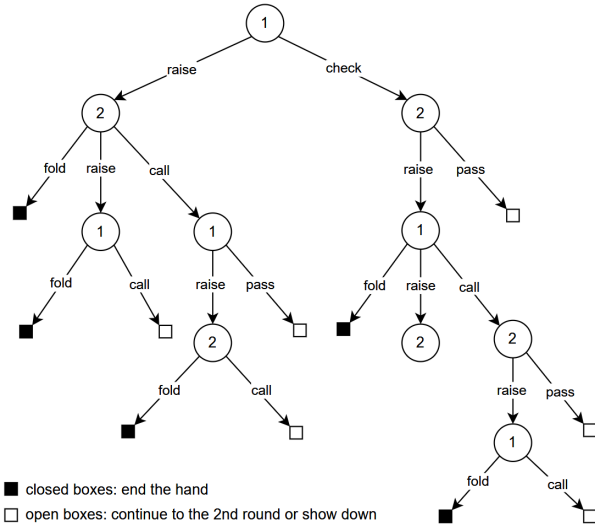 1
raise
check
2
2
fold
raise
call
raise
pass
1
1
1
fold
call
raise
pass
fold
raise
call
2
2
2
fold
call
raise
pass
1
fold
call
closed boxes: end the hand
open boxes: continue to the 2nd round or show down